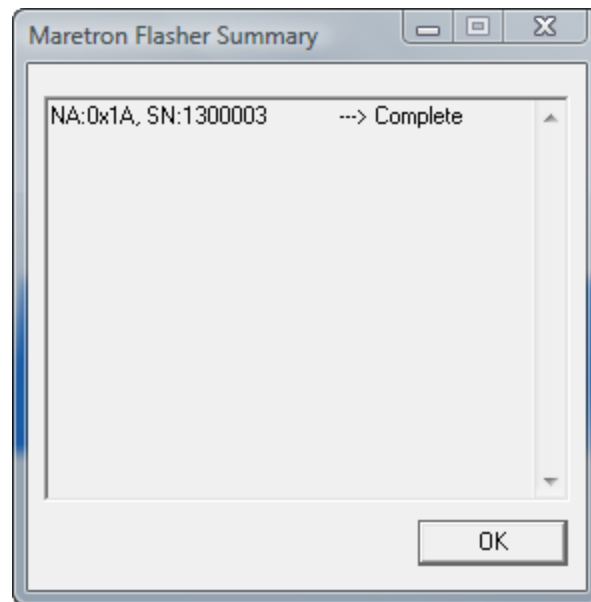 Maretron Flasher Summary
NA:0x1A, SN:1300003 ---> Complete
OK